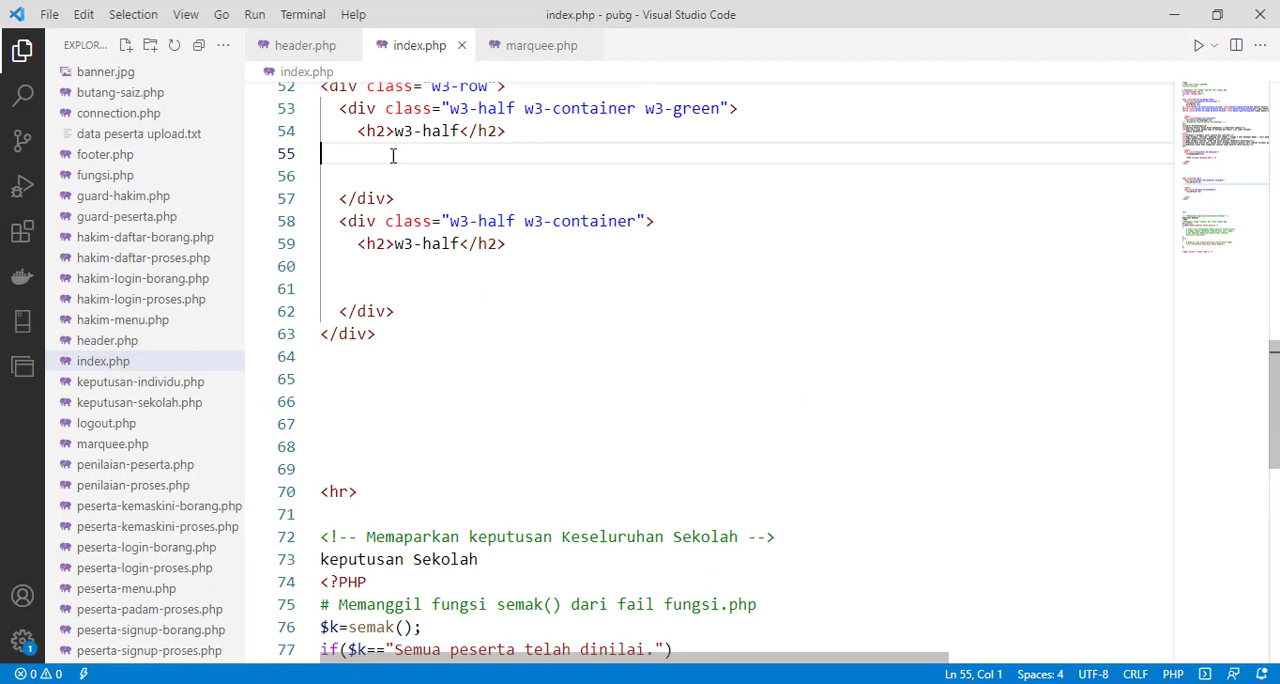 File Edit Selection View Go Run Terminal Help
index.php - pubg - Visual Studio Code
EXPLOR...
header.php
index.php
marquee.py
banner.jpg
butang-saiz.php
connection.php
data peserta upload.txt
footer.php
fungsi.php
guard-hakim.php
guard-peserta.php
hakim-daftar-borang.php
hakim-daftar-proses.php
hakim-login-borang.php
hakim-login-proses.php
hakim-menu.php
header.php
index.php
keputusan-individu.php
keputusan-sekolah.php
logout.php
marquee.php
penilaian-peserta.php
penilaian-proses.php
peserta-kemaskini-borang.php
peserta-kemaskini-proses.php
peserta-login-borang.php
peserta-login-proses.php
peserta-menu.php
peserta-padam-proses.php
peserta-signup-borang.php
peserta-signup-proses.php
index.php
52 <div class="w3-row">
53 <div class="w3-half w3-container w3-green">
54 <h2>w3-half</h2>
55
56
57 </div>
58 <div class="w3-half w3-container">
59 <h2>w3-half</h2>
60
61
62 </div>
63 </div>
64
65
66
67
68
69
70 <hr>
71
72 <!-- Memaparkan keputusan Keseluruhan Sekolah -->
73 keputusan Sekolah
74 <?PHP
75 # Memanggil fungsi semak() dari fail fungsi.php
76 $k=semak();
77 if($k=="Semua peserta telah dinilai.")
1
0 0
Ln 55, Col 1 Spaces: 4 UTF-8 CRLF PHP